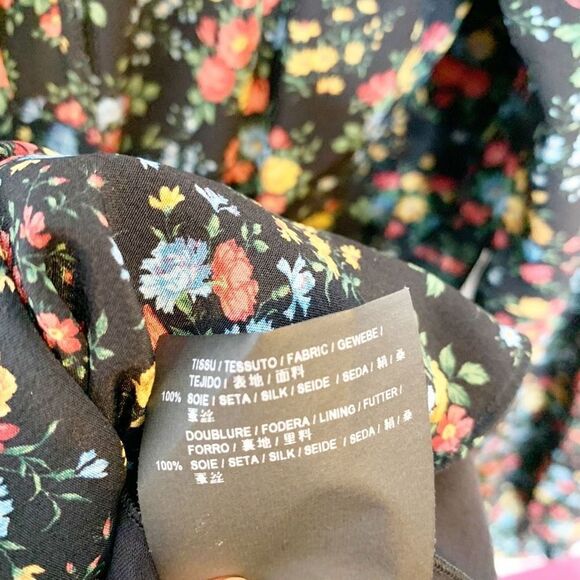 TISSU / TESSUTO / FABRIC / GEWEBE /
TEJIDO / 表地 / 面料
100% SOIE / SETA / SILK / SEIDE / SEDA / 絹 / 桑
蚕丝
DOUBLURE / FODERA / LINING / FUTTER /
FORRO / 裏地 / 里料
100% SOIE / SETA / SILK / SEIDE / SEDA / 絹 / 桑
蚕丝